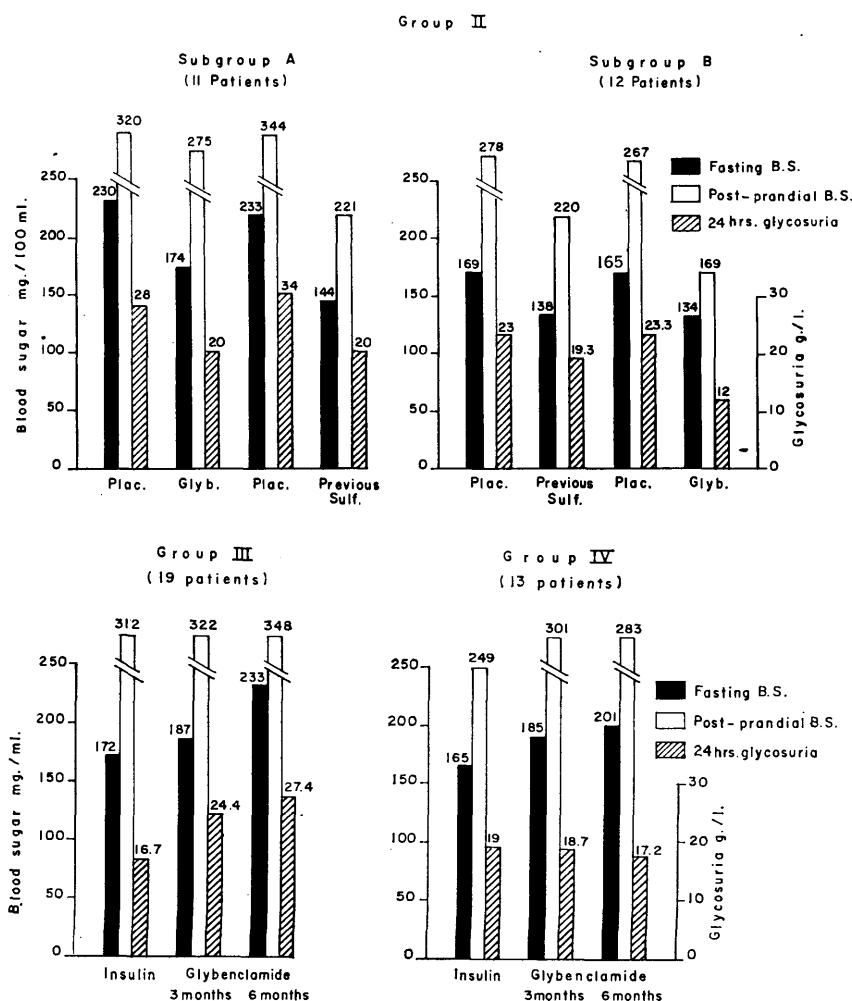 Group II
Subgroup A
(11 Patients)
320
275
344
250
230
233
221
200
174
150
144
28
34
100
20
20
50
0
Blood sugar mg./100 ml.
Plac. Glyb. Plac. Previous Sulf.
Subgroup B
(12 Patients)
278
267
250
220
200
169
165
169
150
138
134
23
19.3
23.3
12
100
50
0
30
20
10
0
Glycosuria g./l.
Fasting B.S.
Post-prandial B.S.
24 hrs. glycosuria
Plac. Previous Sulf. Plac. Glyb.
Group III
(19 patients)
312
322
348
250
233
200
187
172
150
27.4
24.4
16.7
100
50
0
Blood sugar mg./ml.
Insulin Glybenclamide
3 months 6 months
Group IV
(13 patients)
301
283
249
250
201
200
185
165
150
19
18.7
17.2
100
50
0
30
20
10
0
Glycosuria g./l.
Fasting B.S.
Post-prandial B.S.
24 hrs. glycosuria
Insulin Glybenclamide
3 months 6 months